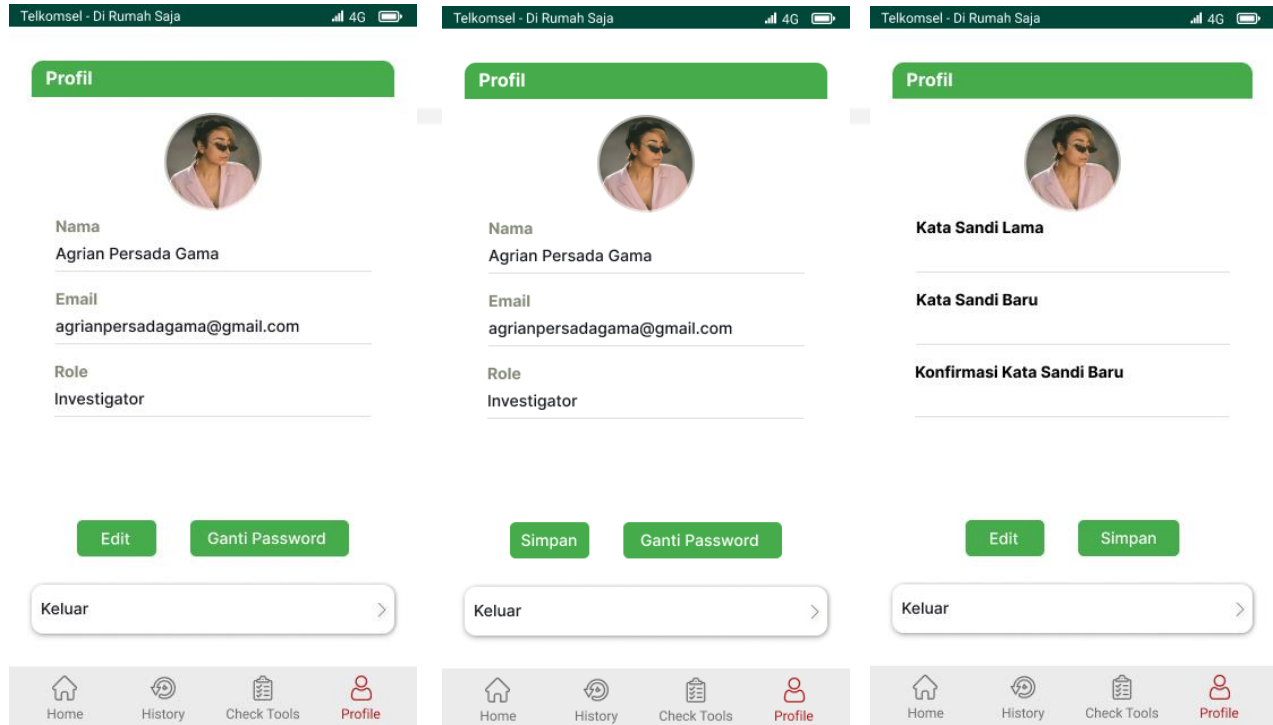 Telkomsel - Di Rumah Saja 4G
Profil
Nama
Agrian Persada Gama
Email
agrianpersadagama@gmail.com
Role
Investigator
Edit Ganti Password
Keluar
Home History Check Tools Profile
Telkomsel - Di Rumah Saja 4G
Profil
Nama
Agrian Persada Gama
Email
agrianpersadagama@gmail.com
Role
Investigator
Simpan Ganti Password
Keluar
Home History Check Tools Profile
Telkomsel - Di Rumah Saja 4G
Profil
Kata Sandi Lama
Kata Sandi Baru
Konfirmasi Kata Sandi Baru
Edit Simpan
Keluar
Home History Check Tools Profile